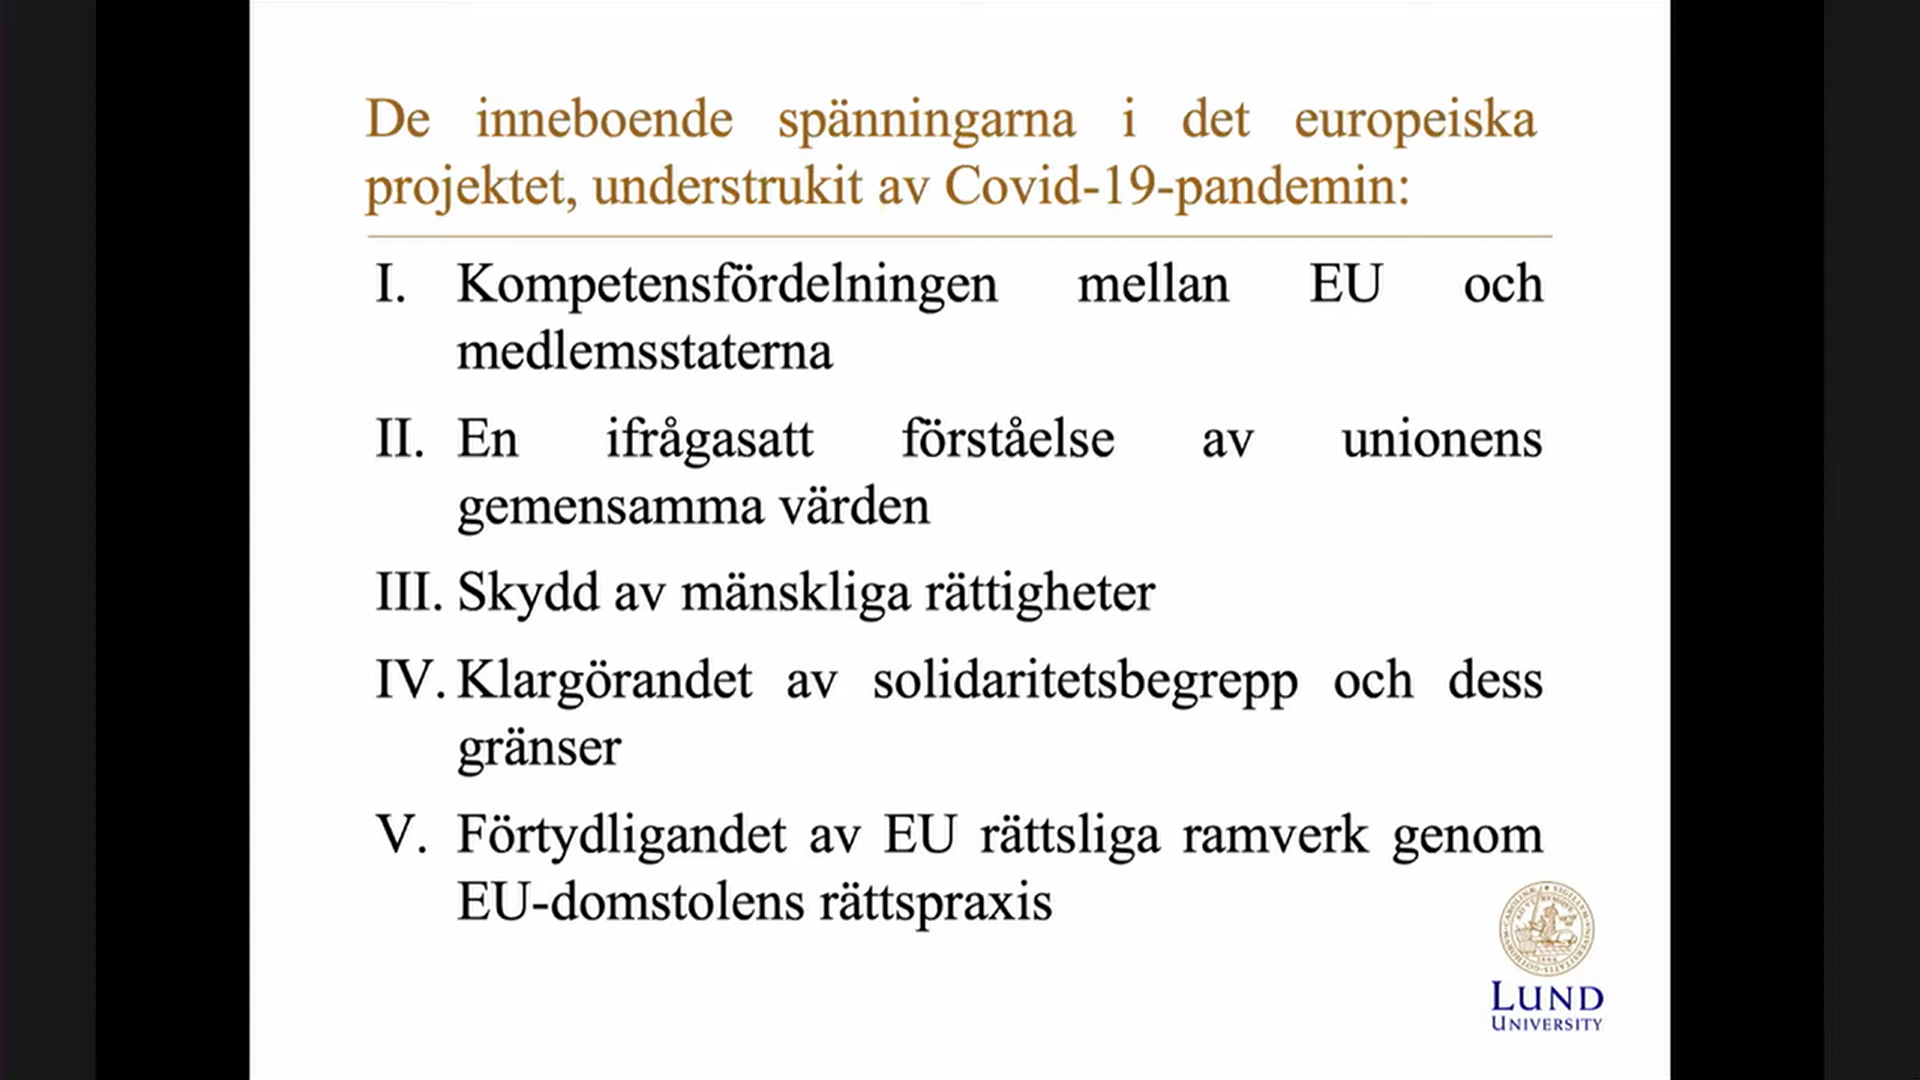 De inneboende spänningarna i det europeiska
projektet, understrukit av Covid-19-pandemin:
I. Kompetensfördelningen mellan EU och
medlemsstaterna
II. En ifrågasatt förståelse av unionens
gemensamma värden
III. Skydd av mänskliga rättigheter
IV. Klargörandet av solidaritetsbegrepp och dess
gränser
V. Förtydligandet av EU rättsliga ramverk genom
EU-domstolens rättspraxis
LUND
UNIVERSITY